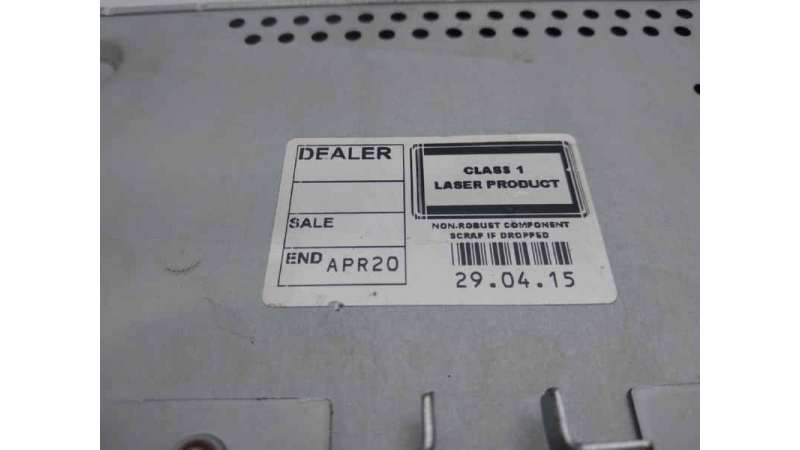 DEALER
SALE
END APR20
CLASS 1
LASER PRODUCT
NON-ROBUST COMPONENT
SCRAP IF DROPPED
29.04.15